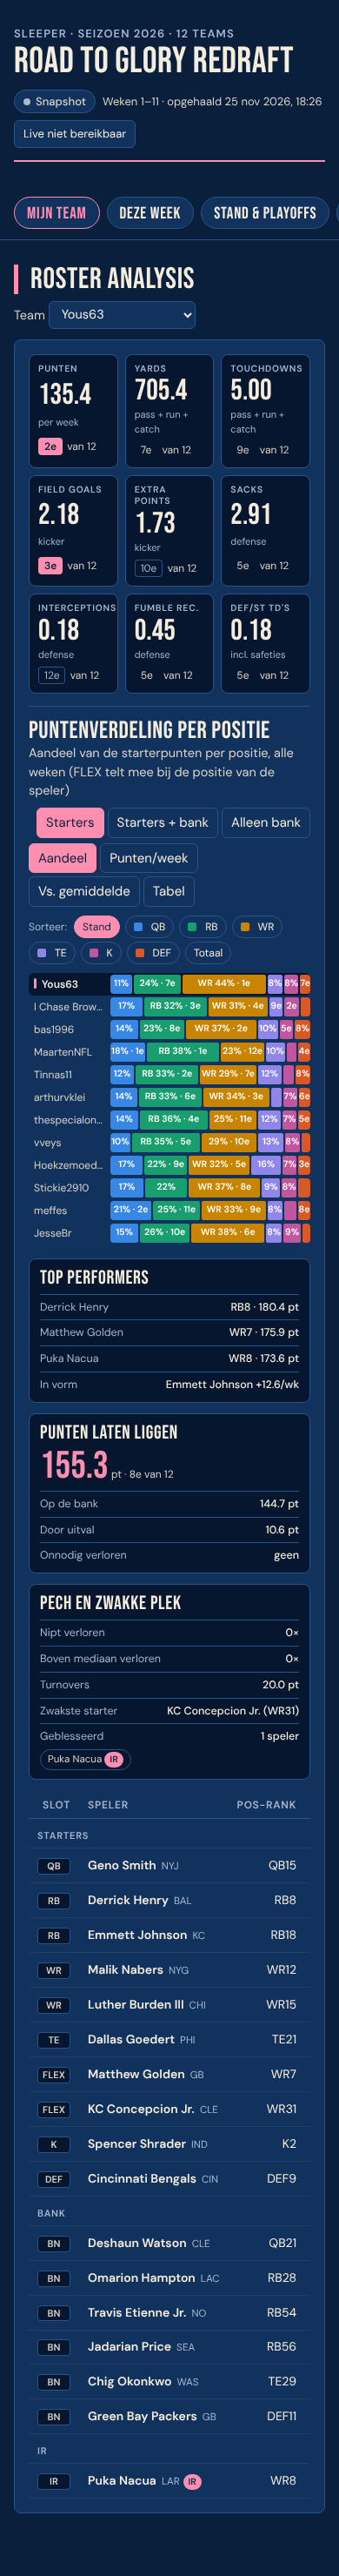 SLEEPER · SEIZOEN 2026 · 12 TEAMS
ROAD TO GLORY REDRAFT
Snapshot Weken 1–11 · opgehaald 25 nov 2026, 18:26
Live niet bereikbaar
MIJN TEAM DEZE WEEK STAND & PLAYOFFS
ROSTER ANALYSIS
Team Yous63
PUNTEN YARDS TOUCHDOWNS
135.4 705.4 5.00
per week pass + run + catch pass + run + catch
2e van 12 7e van 12 9e van 12
FIELD GOALS EXTRA POINTS SACKS
2.18 1.73 2.91
kicker kicker defense
3e van 12 10e van 12 5e van 12
INTERCEPTIONS FUMBLE REC. DEF/ST TD'S
0.18 0.45 0.18
defense defense incl. safeties
12e van 12 5e van 12 5e van 12
PUNTENVERDELING PER POSITIE
Aandeel van de starterpunten per positie, alle
weken (FLEX telt mee bij de positie van de
speler)
Starters Starters + bank Alleen bank
Aandeel Punten/week
Vs. gemiddelde Tabel
Sorteer: Stand QB RB WR
TE K DEF Totaal
Yous63 11% 24% · 7e WR 44% · 1e 8% 8% 7e
I Chase Brow... 17% RB 32% · 3e WR 31% · 4e 9e 2e
bas1996 14% 23% · 8e WR 37% · 2e 10% 5e 8%
MaartenNFL 18% · 1e RB 38% · 1e 23% · 12e 10% 4e
Tinnas11 12% RB 33% · 2e WR 29% · 7e 12% 8%
arthurvklei 14% RB 33% · 6e WR 34% · 3e 7% 6e
thespecialon... 14% RB 36% · 4e 25% · 11e 12% 7% 5e
vveys 10% RB 35% · 5e 29% · 10e 13% 8%
Hoekzemoed... 17% 22% · 9e WR 32% · 5e 16% 7% 3e
Stickie2910 17% 22% WR 37% · 8e 9% 8%
meffes 21% · 2e 25% · 11e WR 33% · 9e 8% 8e
JesseBr 15% 26% · 10e WR 38% · 6e 8% 9%
TOP PERFORMERS
Derrick Henry RB8 · 180.4 pt
Matthew Golden WR7 · 175.9 pt
Puka Nacua WR8 · 173.6 pt
In vorm Emmett Johnson +12.6/wk
PUNTEN LATEN LIGGEN
155.3 pt · 8e van 12
Op de bank 144.7 pt
Door uitval 10.6 pt
Onnodig verloren geen
PECH EN ZWAKKE PLEK
Nipt verloren 0×
Boven mediaan verloren 0×
Turnovers 20.0 pt
Zwakste starter KC Concepcion Jr. (WR31)
Geblesseerd 1 speler
Puka Nacua IR
SLOT SPELER POS-RANK
STARTERS
QB Geno Smith NYJ QB15
RB Derrick Henry BAL RB8
RB Emmett Johnson KC RB18
WR Malik Nabers NYG WR12
WR Luther Burden III CHI WR15
TE Dallas Goedert PHI TE21
FLEX Matthew Golden GB WR7
FLEX KC Concepcion Jr. CLE WR31
K Spencer Shrader IND K2
DEF Cincinnati Bengals CIN DEF9
BANK
BN Deshaun Watson CLE QB21
BN Omarion Hampton LAC RB28
BN Travis Etienne Jr. NO RB54
BN Jadarian Price SEA RB56
BN Chig Okonkwo WAS TE29
BN Green Bay Packers GB DEF11
IR
IR Puka Nacua LAR IR WR8